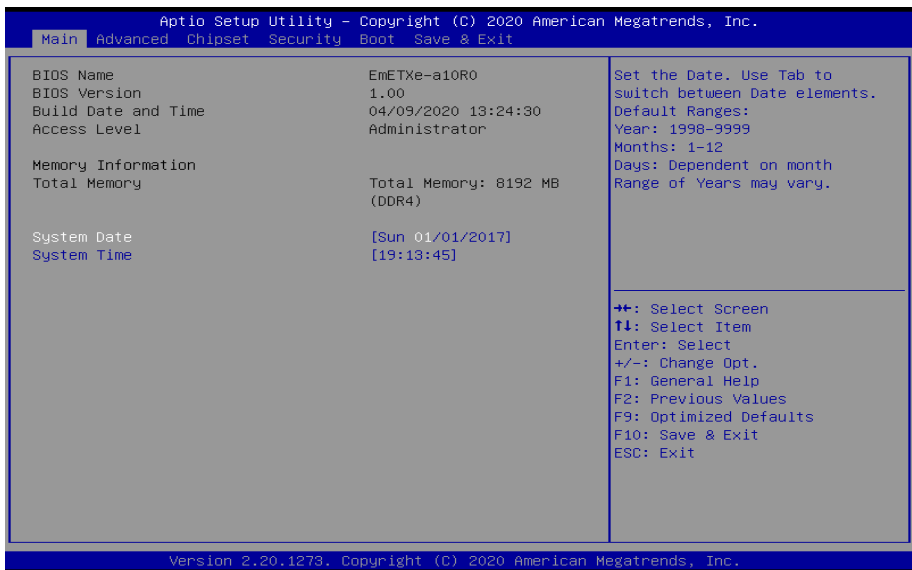 Aptio Setup Utility – Copyright (C) 2020 American Megatrends, Inc.
Main Advanced Chipset Security Boot Save & Exit
BIOS Name EmETXe-a10R0
BIOS Version 1.00
Build Date and Time 04/09/2020 13:24:30
Access Level Administrator
Memory Information
Total Memory Total Memory: 8192 MB
(DDR4)
System Date [Sun 01/01/2017]
System Time [19:13:45]
Set the Date. Use Tab to
switch between Date elements.
Default Ranges:
Year: 1998-9999
Months: 1-12
Days: Dependent on month
Range of Years may vary.
→←: Select Screen
↑↓: Select Item
Enter: Select
+/-: Change Opt.
F1: General Help
F2: Previous Values
F9: Optimized Defaults
F10: Save & Exit
ESC: Exit
Version 2.20.1273. Copyright (C) 2020 American Megatrends, Inc.